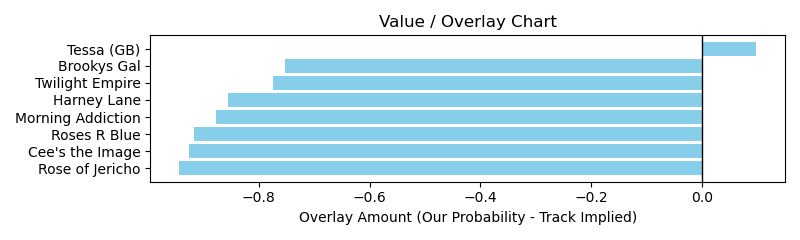 Value / Overlay Chart
Tessa (GB)
Brookys Gal
Twilight Empire
Harney Lane
Morning Addiction
Roses R Blue
Cee's the Image
Rose of Jericho
−0.8 −0.6 −0.4 −0.2 0.0
Overlay Amount (Our Probability - Track Implied)